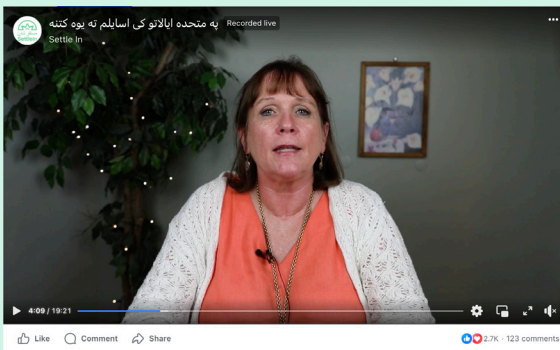 په متحده ایالاتو کی اسایلم ته یوه کتنه Recorded live
Settle In
4:09 / 19:21
Like Comment Share 2.7K · 123 comments